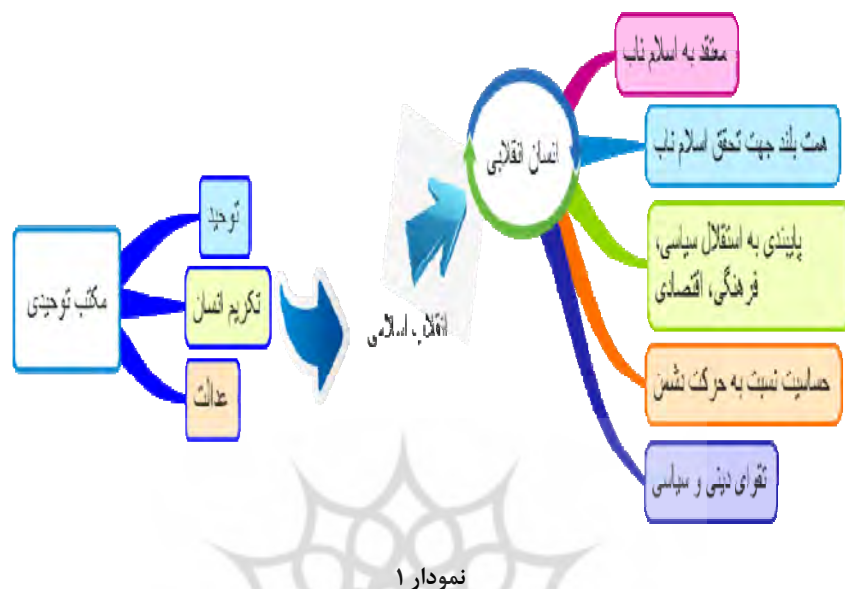 معتقد به اسلام ناب
همت بلند جهت تحقق اسلام ناب
انسان انقلابی
پایبندی به استقلال سیاسی،
فرهنگی، اقتصادی
حساسیت نسبت به حرکت دشمن
تقوای دینی و سیاسی
انقلاب اسلامی
توحید
تکریم انسان
عدالت
مکتب توحیدی
نمودار ۱